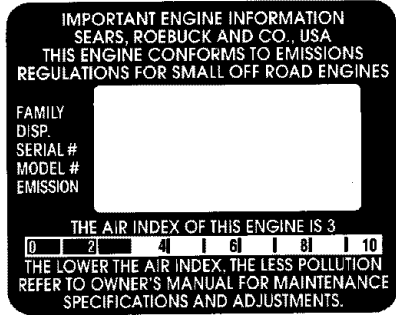 IMPORTANT ENGINE INFORMATION
SEARS, ROEBUCK AND CO., USA
THIS ENGINE CONFORMS TO EMISSIONS
REGULATIONS FOR SMALL OFF ROAD ENGINES
FAMILY
DISP.
SERIAL #
MODEL #
EMISSION
THE AIR INDEX OF THIS ENGINE IS 3
0 2 4 6 8 10
THE LOWER THE AIR INDEX, THE LESS POLLUTION
REFER TO OWNER'S MANUAL FOR MAINTENANCE
SPECIFICATIONS AND ADJUSTMENTS.